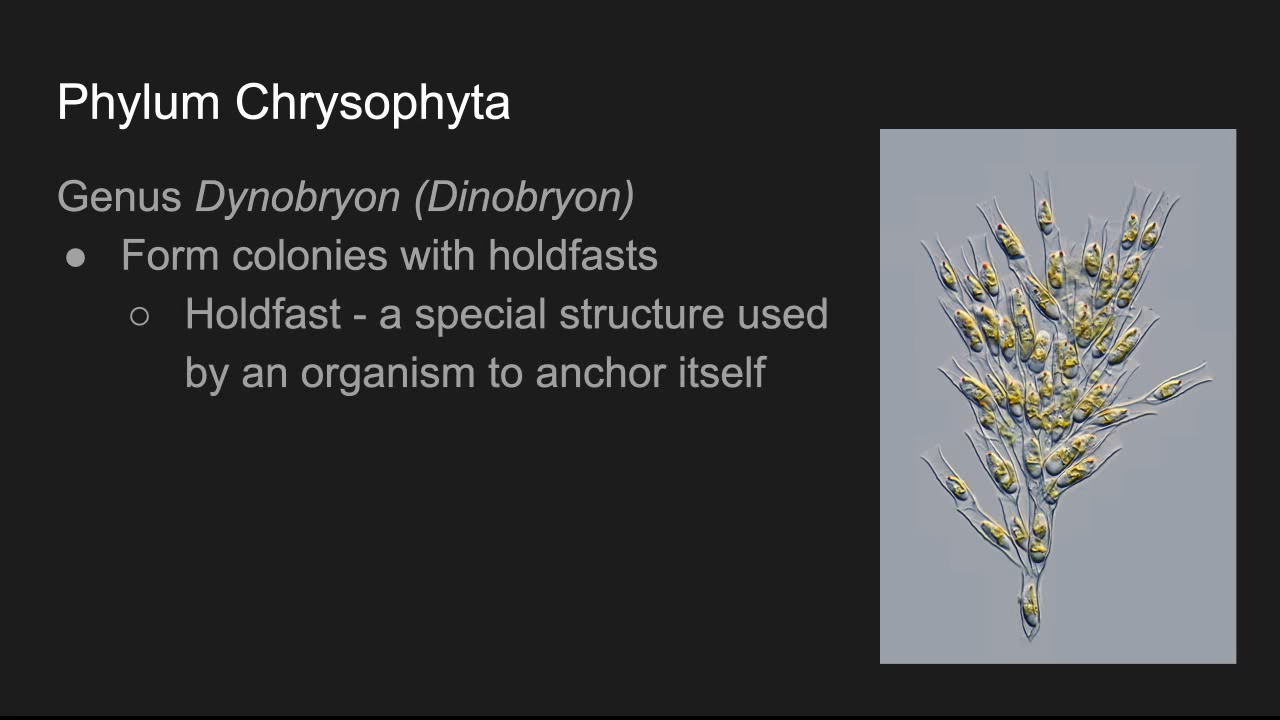 Phylum Chrysophyta
Genus Dynobryon (Dinobryon)
● Form colonies with holdfasts
○ Holdfast - a special structure used
by an organism to anchor itself